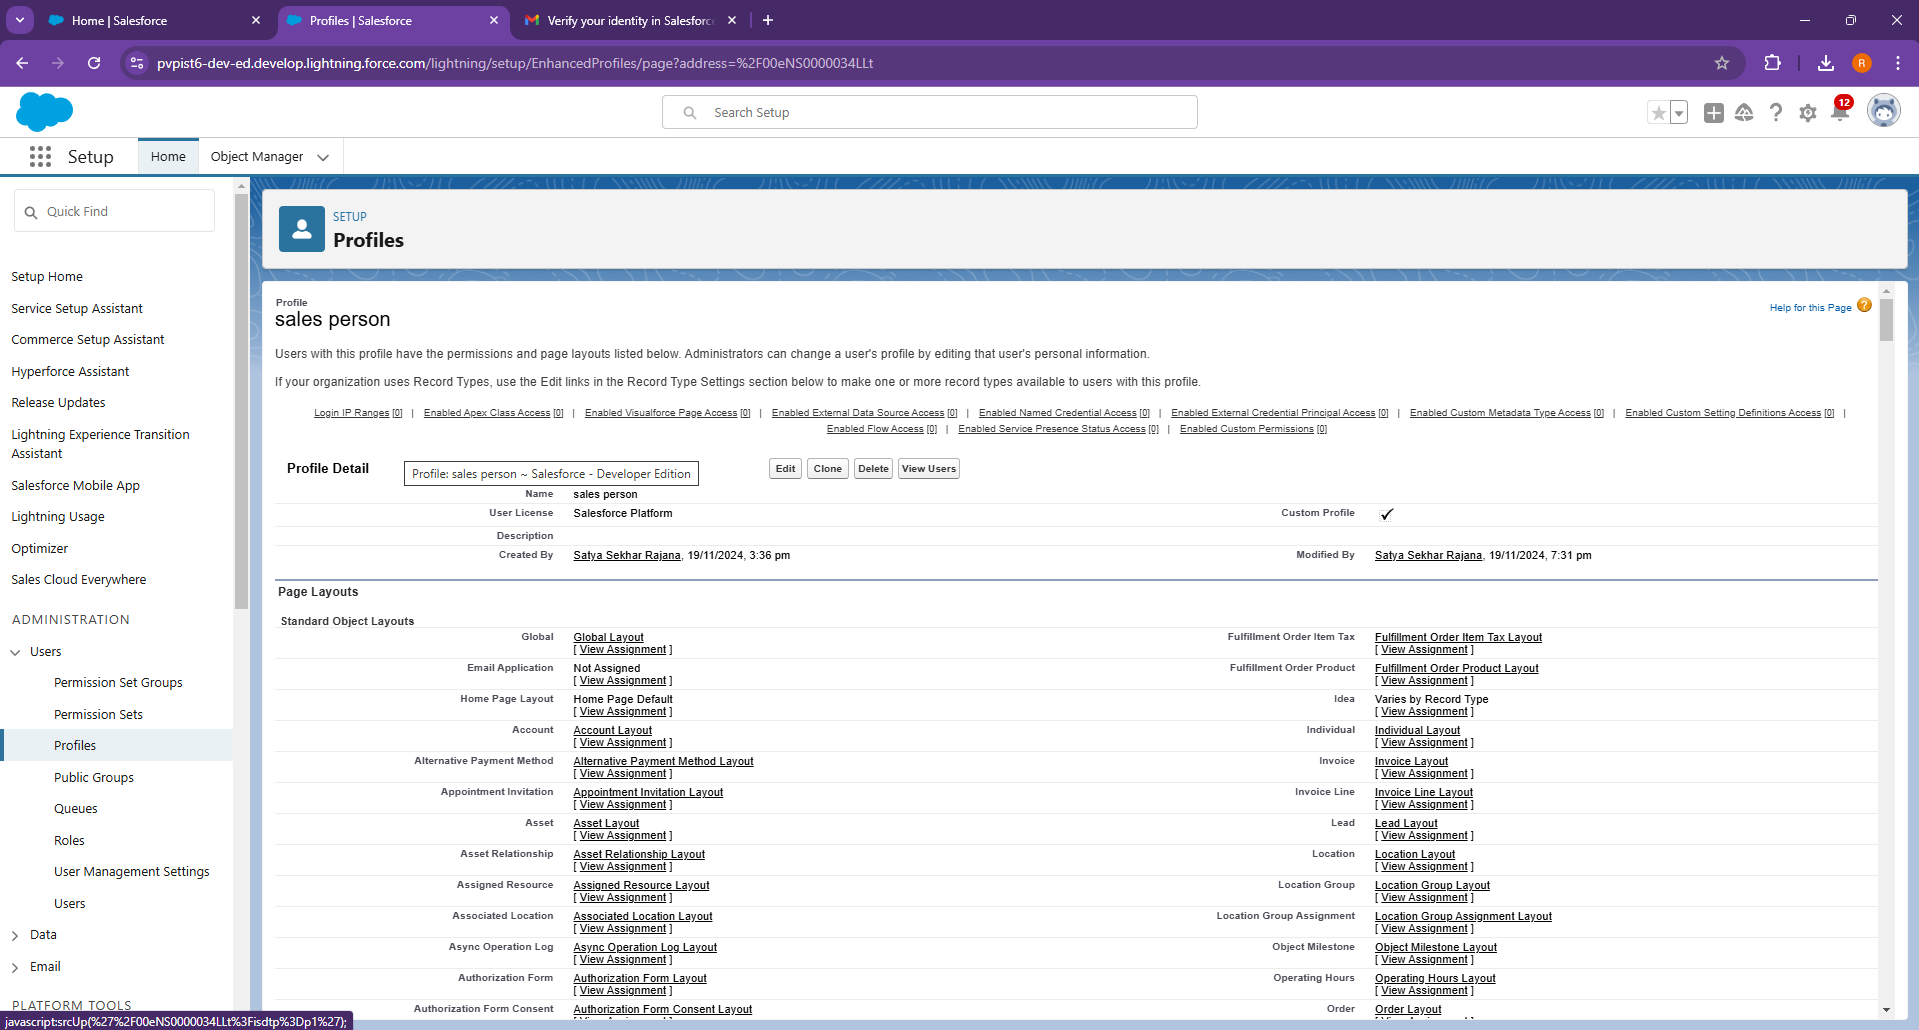 Home | Salesforce
Profiles | Salesforce
Verify your identity in Salesforc
pvpist6-dev-ed.develop.lightning.force.com/lightning/setup/EnhancedProfiles/page?address=%2F00eNS0000034LLt
R
Search Setup
12
Setup
Home
Object Manager
Quick Find
Setup Home
Service Setup Assistant
Commerce Setup Assistant
Hyperforce Assistant
Release Updates
Lightning Experience Transition
Assistant
Salesforce Mobile App
Lightning Usage
Optimizer
Sales Cloud Everywhere
ADMINISTRATION
Users
Permission Set Groups
Permission Sets
Profiles
Public Groups
Queues
Roles
User Management Settings
Users
Data
Email
PLATFORM TOOLS
javascript:srcUp(%27%2F00eNS0000034LLt%3Fisdtp%3Dp1%27);
SETUP
Profiles
Profile
sales person
Help for this Page ?
Users with this profile have the permissions and page layouts listed below. Administrators can change a user's profile by editing that user's personal information.
If your organization uses Record Types, use the Edit links in the Record Type Settings section below to make one or more record types available to users with this profile.
Login IP Ranges [0] | Enabled Apex Class Access [0] | Enabled Visualforce Page Access [0] | Enabled External Data Source Access [0] | Enabled Named Credential Access [0] | Enabled External Credential Principal Access [0] | Enabled Custom Metadata Type Access [0] | Enabled Custom Setting Definitions Access [0] |
Enabled Flow Access [0] | Enabled Service Presence Status Access [0] | Enabled Custom Permissions [0]
Profile Detail
Profile: sales person ~ Salesforce - Developer Edition
Edit Clone Delete View Users
Name sales person
User License Salesforce Platform Custom Profile ✓
Description
Created By Satya Sekhar Rajana, 19/11/2024, 3:36 pm Modified By Satya Sekhar Rajana, 19/11/2024, 7:31 pm
Page Layouts
Standard Object Layouts
Global Global Layout Fulfillment Order Item Tax Fulfillment Order Item Tax Layout
[ View Assignment ] [ View Assignment ]
Email Application Not Assigned Fulfillment Order Product Fulfillment Order Product Layout
[ View Assignment ] [ View Assignment ]
Home Page Layout Home Page Default Idea Varies by Record Type
[ View Assignment ] [ View Assignment ]
Account Account Layout Individual Individual Layout
[ View Assignment ] [ View Assignment ]
Alternative Payment Method Alternative Payment Method Layout Invoice Invoice Layout
[ View Assignment ] [ View Assignment ]
Appointment Invitation Appointment Invitation Layout Invoice Line Invoice Line Layout
[ View Assignment ] [ View Assignment ]
Asset Asset Layout Lead Lead Layout
[ View Assignment ] [ View Assignment ]
Asset Relationship Asset Relationship Layout Location Location Layout
[ View Assignment ] [ View Assignment ]
Assigned Resource Assigned Resource Layout Location Group Location Group Layout
[ View Assignment ] [ View Assignment ]
Associated Location Associated Location Layout Location Group Assignment Location Group Assignment Layout
[ View Assignment ] [ View Assignment ]
Async Operation Log Async Operation Log Layout Object Milestone Object Milestone Layout
[ View Assignment ] [ View Assignment ]
Authorization Form Authorization Form Layout Operating Hours Operating Hours Layout
[ View Assignment ] [ View Assignment ]
Authorization Form Consent Authorization Form Consent Layout Order Order Layout